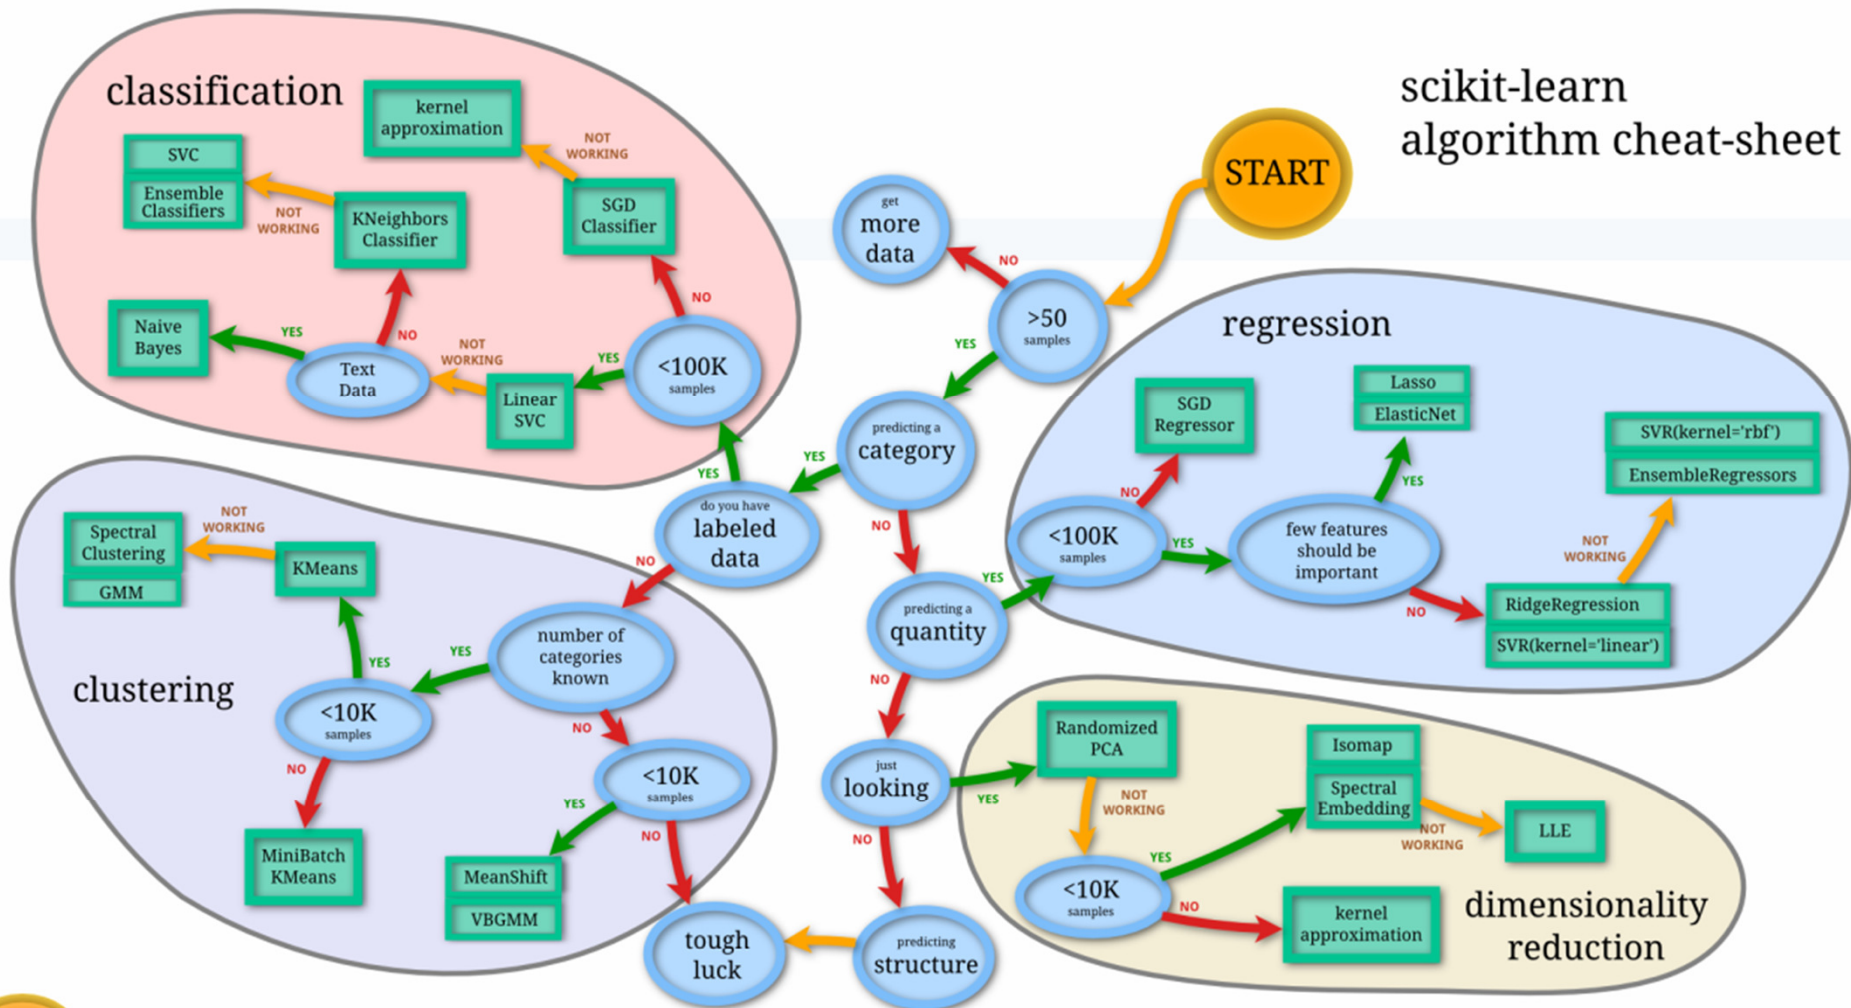 scikit-learn
algorithm cheat-sheet
START
classification
kernel
approximation
NOT
WORKING
SVC
Ensemble
Classifiers
NOT
WORKING
KNeighbors
Classifier
SGD
Classifier
NO
Naive
Bayes
YES
NO
Text
Data
NOT
WORKING
Linear
SVC
YES
<100K
samples
YES
get
more
data
NO
>50
samples
YES
predicting a
category
YES
NO
do you have
labeled
data
NO
predicting a
quantity
YES
NO
just
looking
YES
NO
predicting
structure
tough
luck
regression
SGD
Regressor
NO
<100K
samples
YES
Lasso
ElasticNet
YES
few features
should be
important
NO
SVR(kernel='rbf')
EnsembleRegressors
NOT
WORKING
RidgeRegression
SVR(kernel='linear')
clustering
Spectral
Clustering
GMM
NOT
WORKING
KMeans
YES
<10K
samples
YES
number of
categories
known
NO
NO
MiniBatch
KMeans
<10K
samples
YES
NO
MeanShift
VBGMM
Randomized
PCA
NOT
WORKING
<10K
samples
YES
NO
Isomap
Spectral
Embedding
NOT
WORKING
LLE
kernel
approximation
dimensionality
reduction